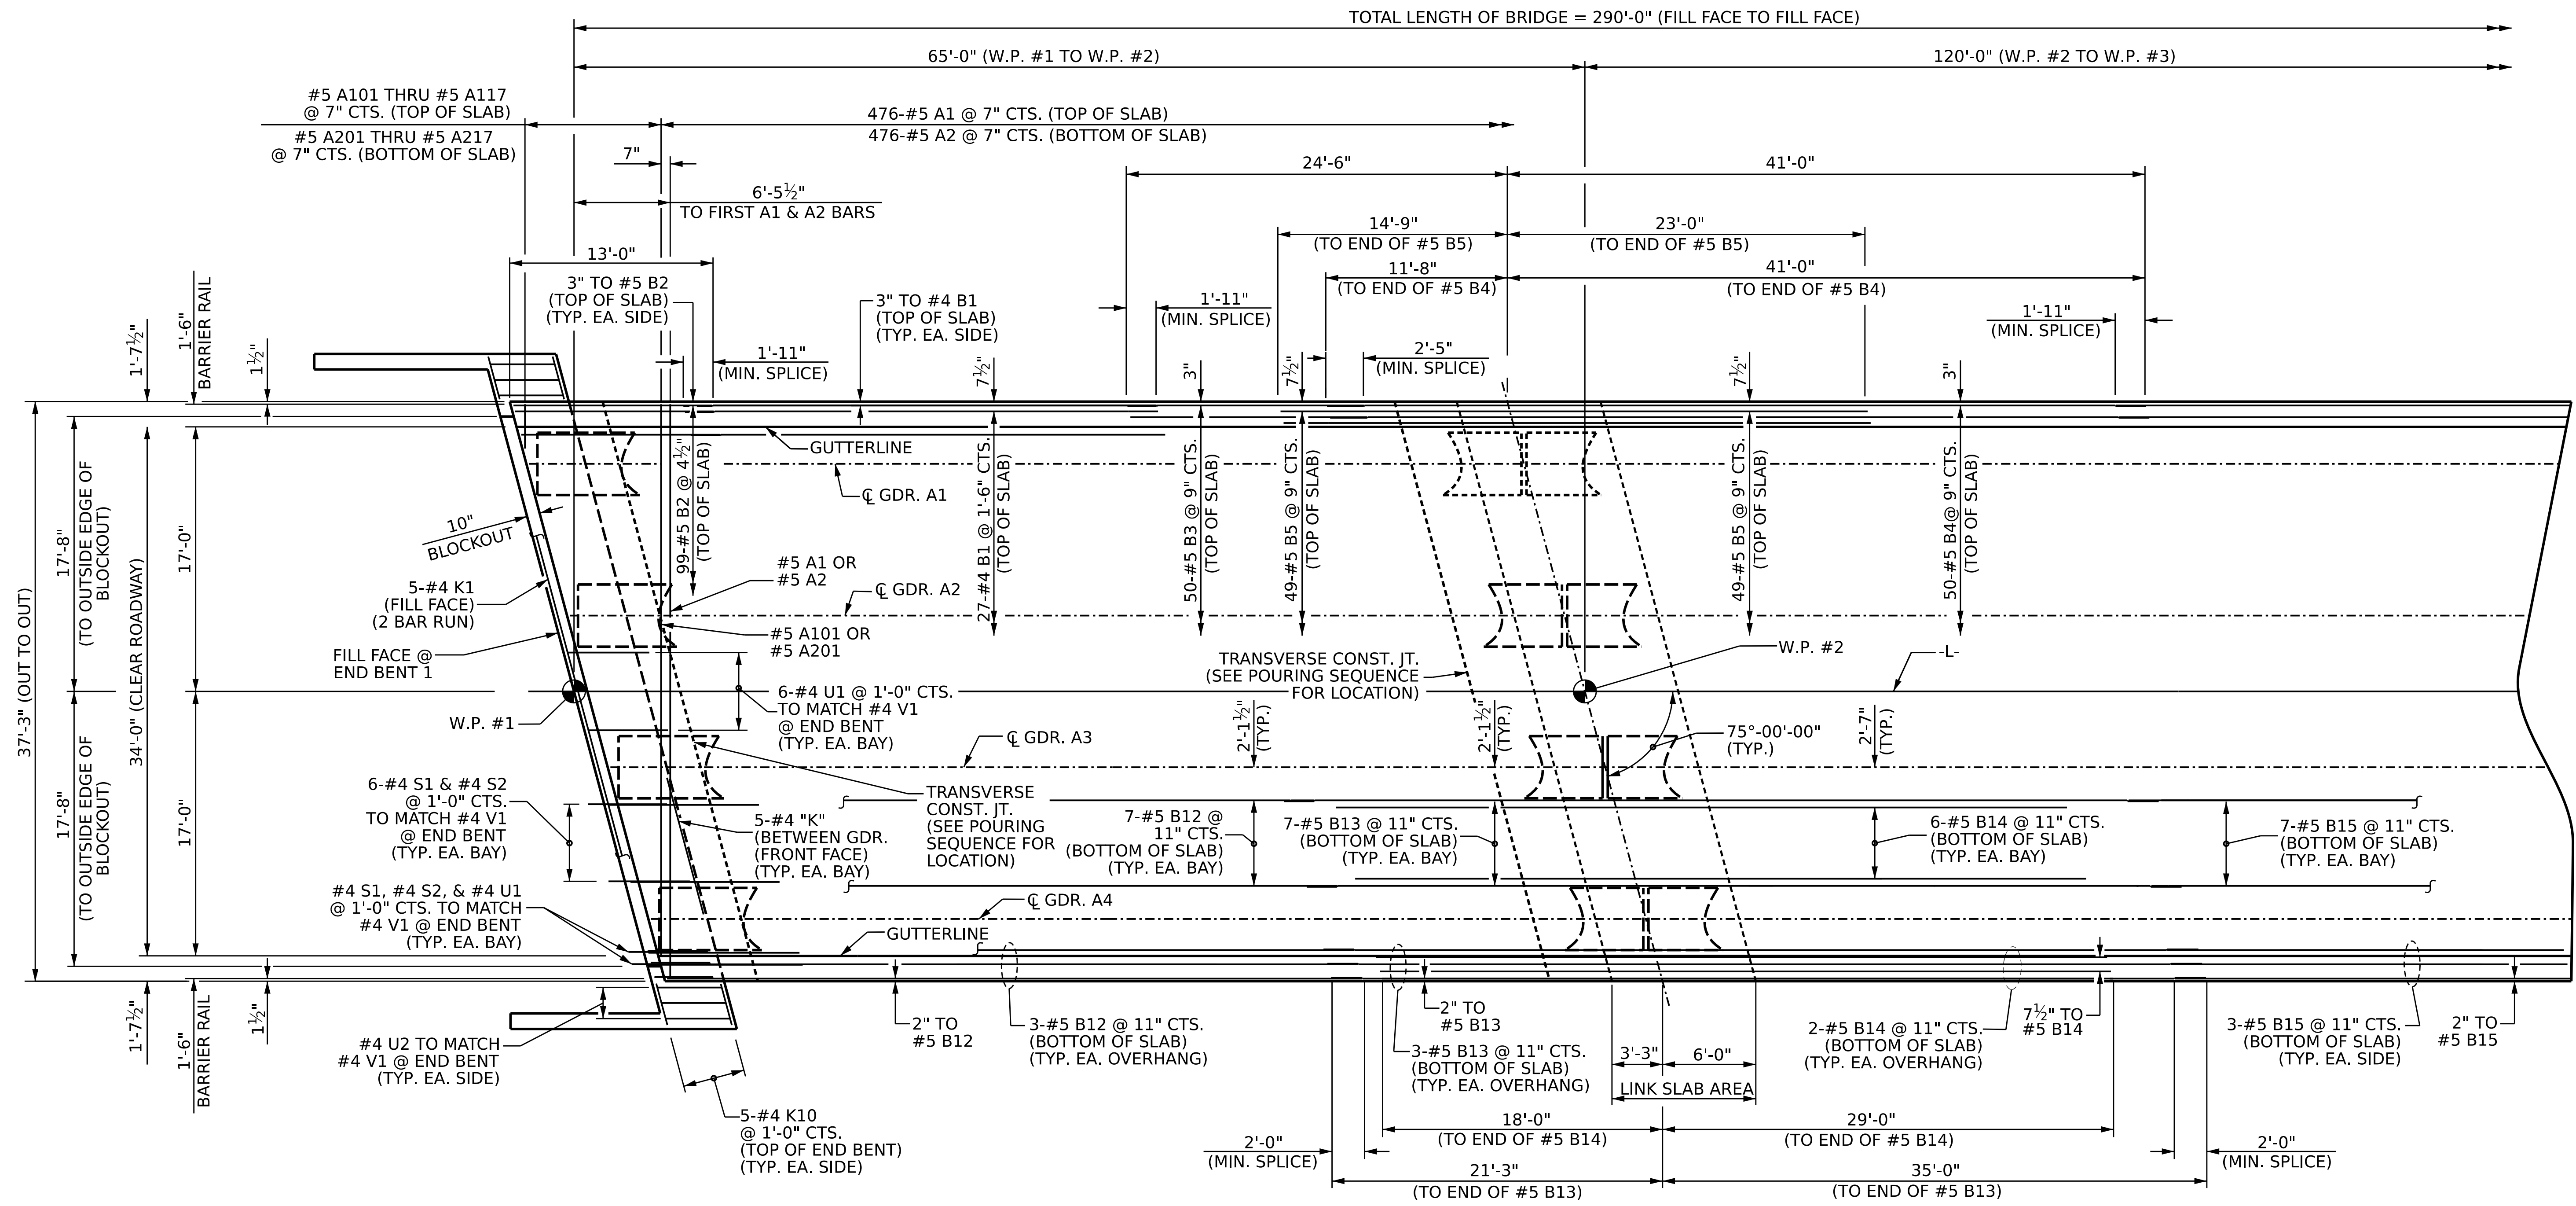 TOTAL LENGTH OF BRIDGE = 290'-0" (FILL FACE TO FILL FACE)
65'-0" (W.P. #1 TO W.P. #2)
120'-0" (W.P. #2 TO W.P. #3)
#5 A101 THRU #5 A117
@ 7" CTS. (TOP OF SLAB)
#5 A201 THRU #5 A217
@ 7" CTS. (BOTTOM OF SLAB)
476-#5 A1 @ 7" CTS. (TOP OF SLAB)
476-#5 A2 @ 7" CTS. (BOTTOM OF SLAB)
7"
24'-6"
41'-0"
6'-5½"
TO FIRST A1 & A2 BARS
14'-9"
(TO END OF #5 B5)
23'-0"
(TO END OF #5 B5)
13'-0"
11'-8"
(TO END OF #5 B4)
41'-0"
(TO END OF #5 B4)
3" TO #5 B2
(TOP OF SLAB)
(TYP. EA. SIDE)
3" TO #4 B1
(TOP OF SLAB)
(TYP. EA. SIDE)
1'-11"
(MIN. SPLICE)
1'-11"
(MIN. SPLICE)
1'-11"
(MIN. SPLICE)
2'-5"
(MIN. SPLICE)
1'-7½"
1'-6"
BARRIER RAIL
1½"
7½"
3"
7½"
7½"
3"
GUTTERLINE
℄ GDR. A1
99-#5 B2 @ 4½"
(TOP OF SLAB)
27-#4 B1 @ 1'-6" CTS.
(TOP OF SLAB)
50-#5 B3 @ 9" CTS.
(TOP OF SLAB)
49-#5 B5 @ 9" CTS.
(TOP OF SLAB)
49-#5 B5 @ 9" CTS.
(TOP OF SLAB)
50-#5 B4@ 9" CTS.
(TOP OF SLAB)
37'-3" (OUT TO OUT)
17'-8"
(TO OUTSIDE EDGE OF
BLOCKOUT)
34'-0" (CLEAR ROADWAY)
17'-0"
10"
BLOCKOUT
5-#4 K1
(FILL FACE)
(2 BAR RUN)
FILL FACE @
END BENT 1
W.P. #1
#5 A1 OR
#5 A2
℄ GDR. A2
#5 A101 OR
#5 A201
6-#4 U1 @ 1'-0" CTS.
TO MATCH #4 V1
@ END BENT
(TYP. EA. BAY)
TRANSVERSE CONST. JT.
(SEE POURING SEQUENCE
FOR LOCATION)
W.P. #2
-L-
75°-00'-00"
(TYP.)
2'-1½"
(TYP.)
2'-1½"
(TYP.)
2'-7"
(TYP.)
℄ GDR. A3
17'-8"
(TO OUTSIDE EDGE OF
BLOCKOUT)
17'-0"
6-#4 S1 & #4 S2
@ 1'-0" CTS.
TO MATCH #4 V1
@ END BENT
(TYP. EA. BAY)
5-#4 "K"
(BETWEEN GDR.
(FRONT FACE)
(TYP. EA. BAY)
TRANSVERSE
CONST. JT.
(SEE POURING
SEQUENCE FOR
LOCATION)
7-#5 B12 @
11" CTS.
(BOTTOM OF SLAB)
(TYP. EA. BAY)
7-#5 B13 @ 11" CTS.
(BOTTOM OF SLAB)
(TYP. EA. BAY)
6-#5 B14 @ 11" CTS.
(BOTTOM OF SLAB)
(TYP. EA. BAY)
7-#5 B15 @ 11" CTS.
(BOTTOM OF SLAB)
(TYP. EA. BAY)
#4 S1, #4 S2, & #4 U1
@ 1'-0" CTS. TO MATCH
#4 V1 @ END BENT
(TYP. EA. BAY)
℄ GDR. A4
GUTTERLINE
1'-7½"
1'-6"
BARRIER RAIL
1½"
#4 U2 TO MATCH
#4 V1 @ END BENT
(TYP. EA. SIDE)
2" TO
#5 B12
3-#5 B12 @ 11" CTS.
(BOTTOM OF SLAB)
(TYP. EA. OVERHANG)
2" TO
#5 B13
3-#5 B13 @ 11" CTS.
(BOTTOM OF SLAB)
(TYP. EA. OVERHANG)
2-#5 B14 @ 11" CTS.
(BOTTOM OF SLAB)
(TYP. EA. OVERHANG)
7½" TO
#5 B14
3-#5 B15 @ 11" CTS.
(BOTTOM OF SLAB)
(TYP. EA. SIDE)
2" TO
#5 B15
3'-3"
6'-0"
LINK SLAB AREA
5-#4 K10
@ 1'-0" CTS.
(TOP OF END BENT)
(TYP. EA. SIDE)
18'-0"
(TO END OF #5 B14)
29'-0"
(TO END OF #5 B14)
2'-0"
(MIN. SPLICE)
2'-0"
(MIN. SPLICE)
21'-3"
(TO END OF #5 B13)
35'-0"
(TO END OF #5 B13)